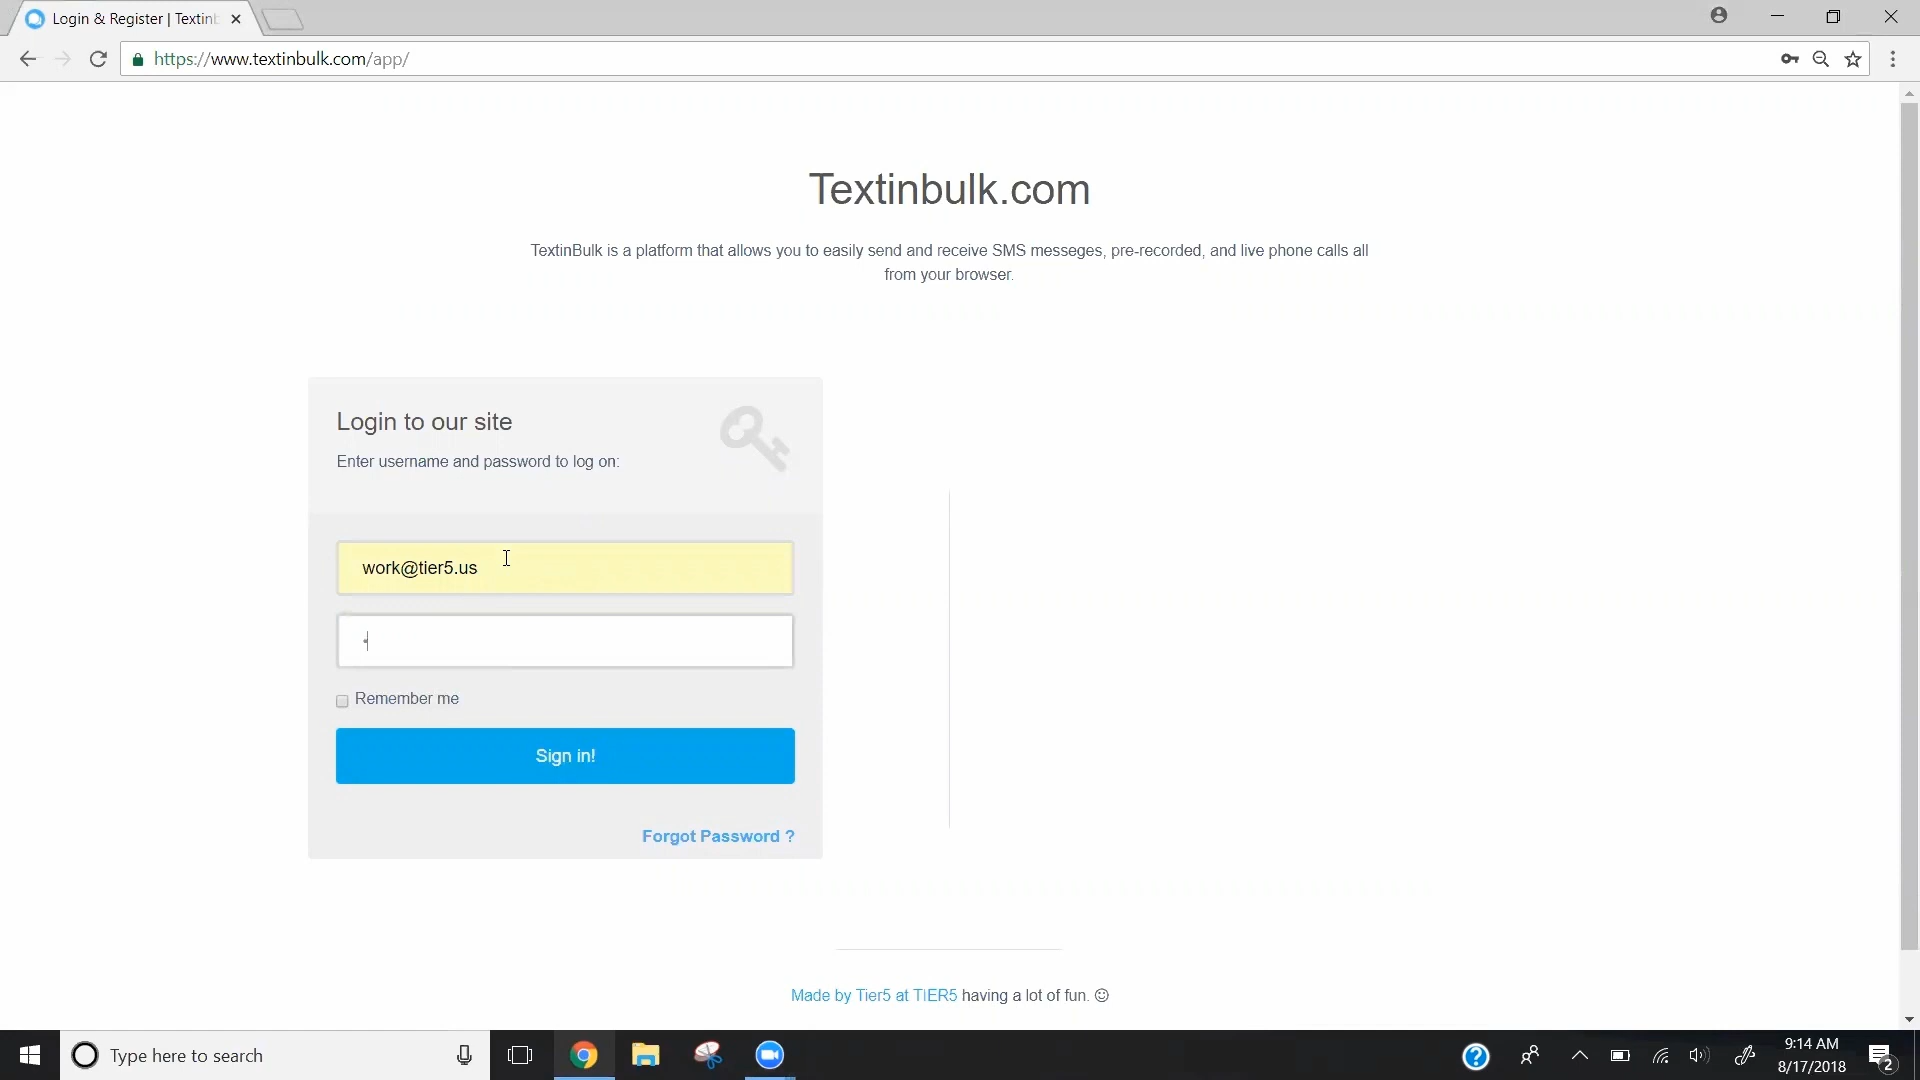 Login & Register | Textinb
https://www.textinbulk.com/app/
Textinbulk.com
TextinBulk is a platform that allows you to easily send and receive SMS messeges, pre-recorded, and live phone calls all
from your browser.
Login to our site
Enter username and password to log on:
work@tier5.us
Remember me
Sign in!
Forgot Password ?
Made by Tier5 at TIER5 having a lot of fun.
Type here to search
9:14 AM
8/17/2018
2